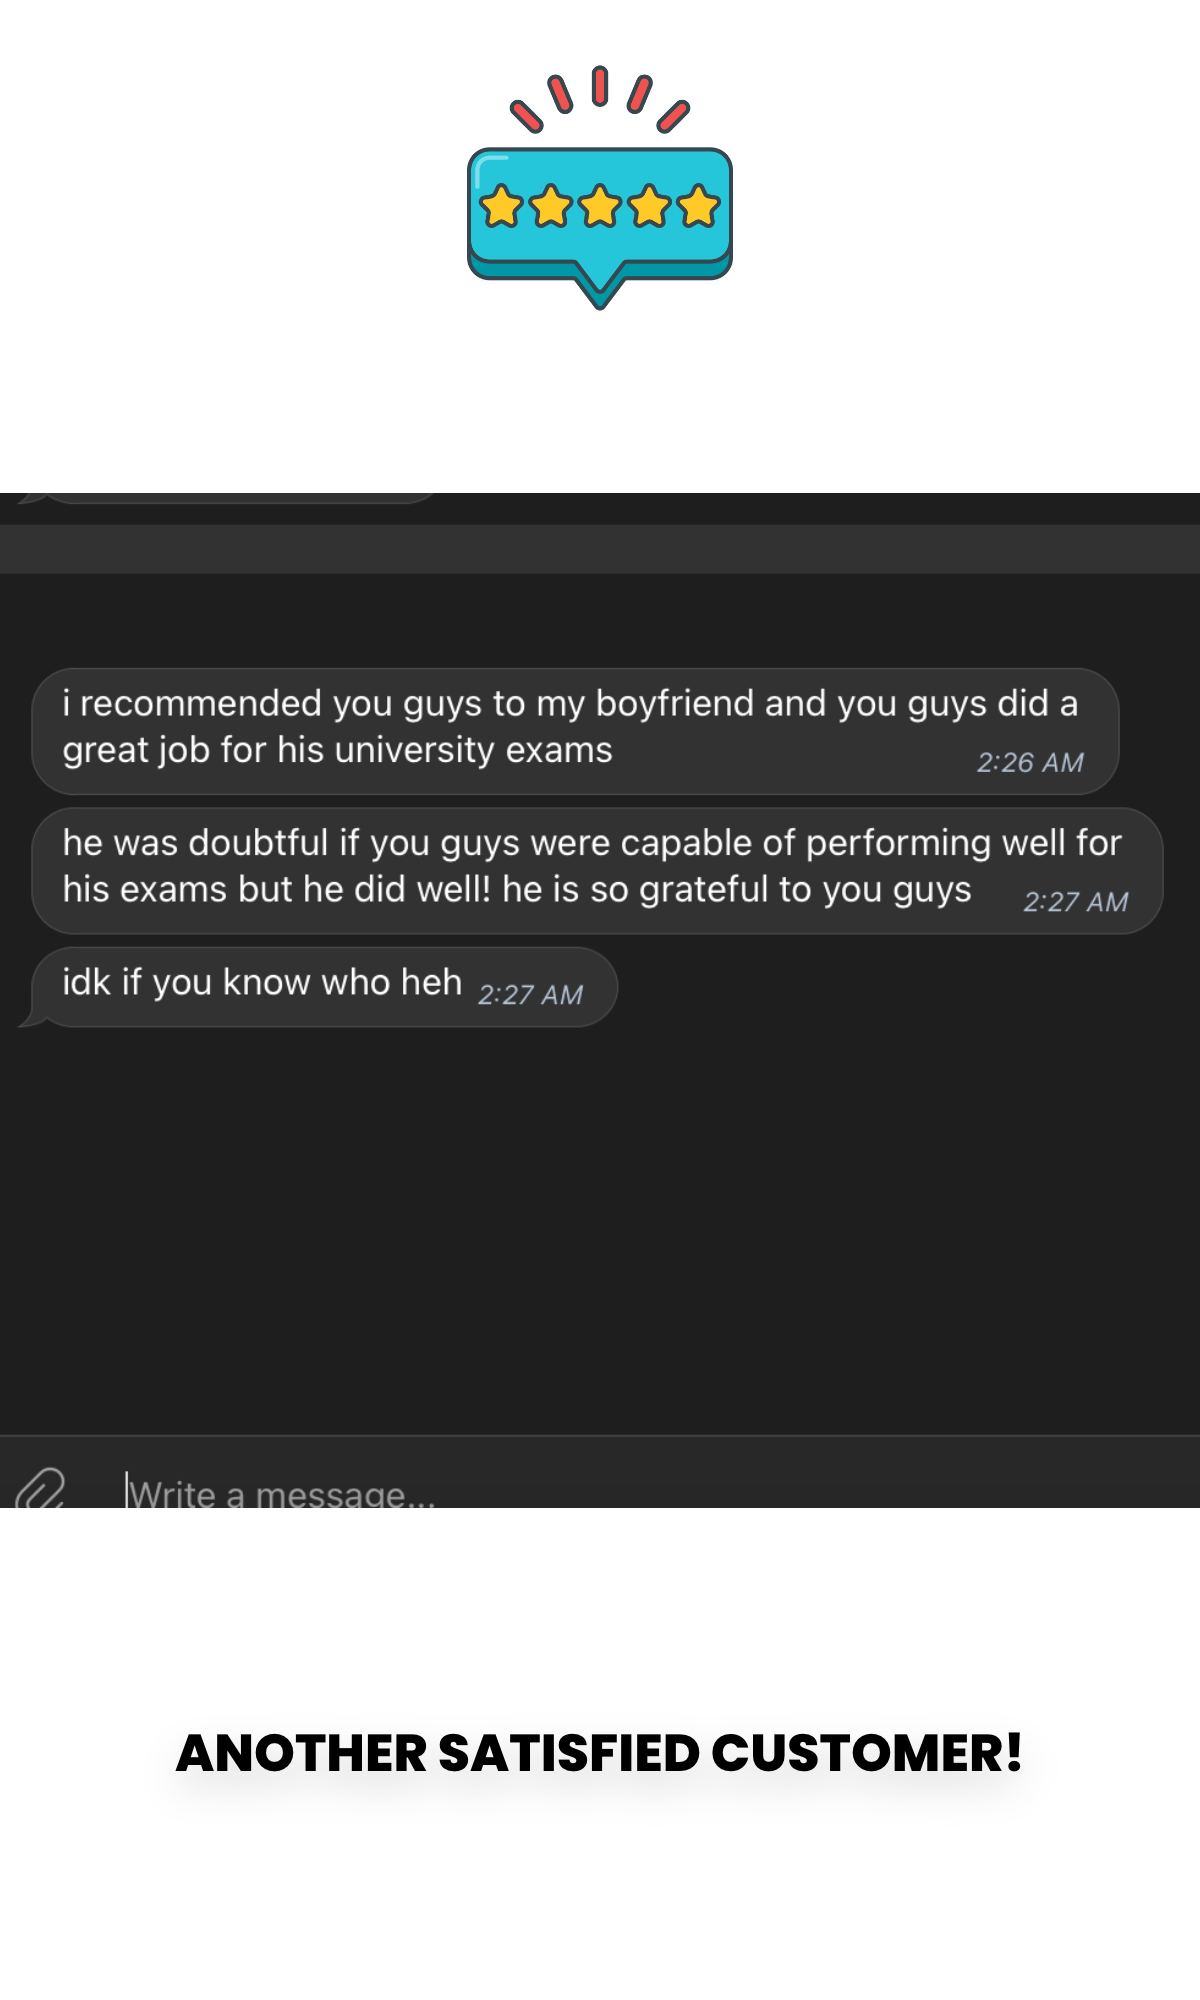 i recommended you guys to my boyfriend and you guys did a
great job for his university exams
2:26 AM
he was doubtful if you guys were capable of performing well for
his exams but he did well! he is so grateful to you guys
2:27 AM
idk if you know who heh
2:27 AM
Write a message...
ANOTHER SATISFIED CUSTOMER!